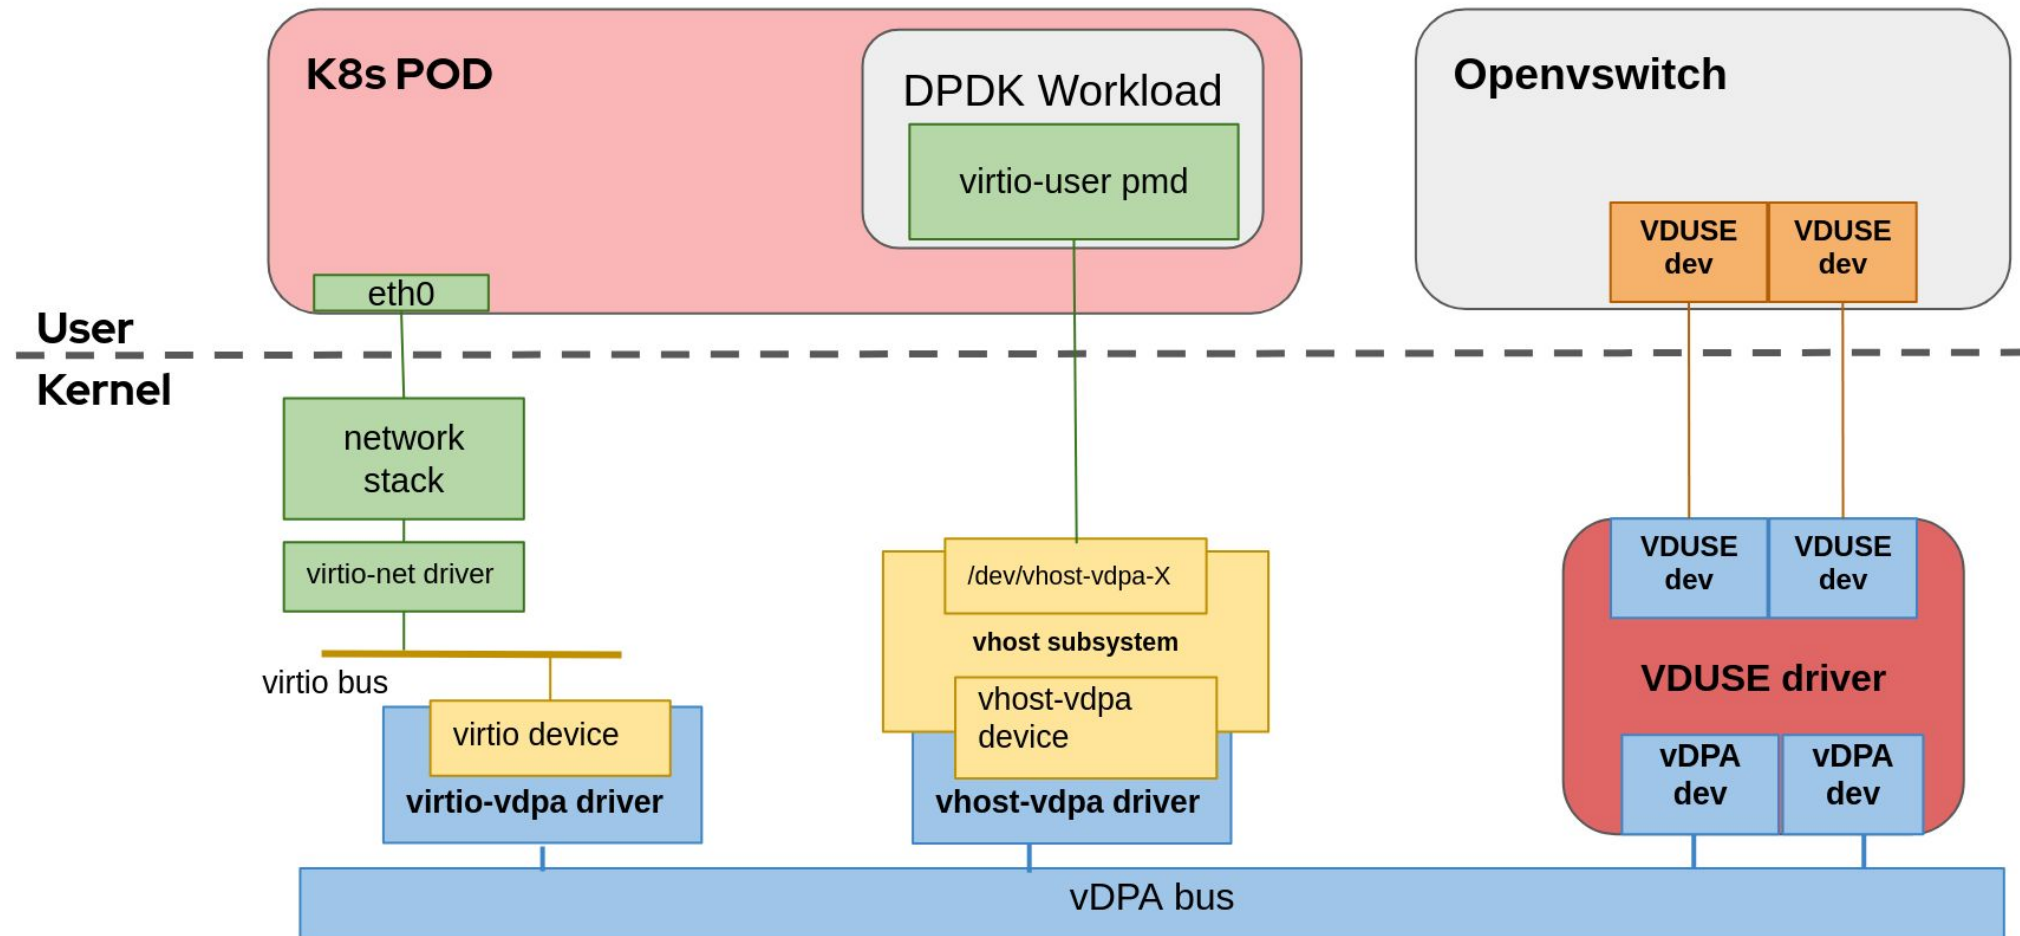 K8s POD
DPDK Workload
virtio-user pmd
eth0
Openvswitch
VDUSE
dev
VDUSE
dev
User
Kernel
network
stack
virtio-net driver
virtio bus
virtio device
virtio-vdpa driver
/dev/vhost-vdpa-X
vhost subsystem
vhost-vdpa
device
vhost-vdpa driver
VDUSE
dev
VDUSE
dev
VDUSE driver
vDPA
dev
vDPA
dev
vDPA bus